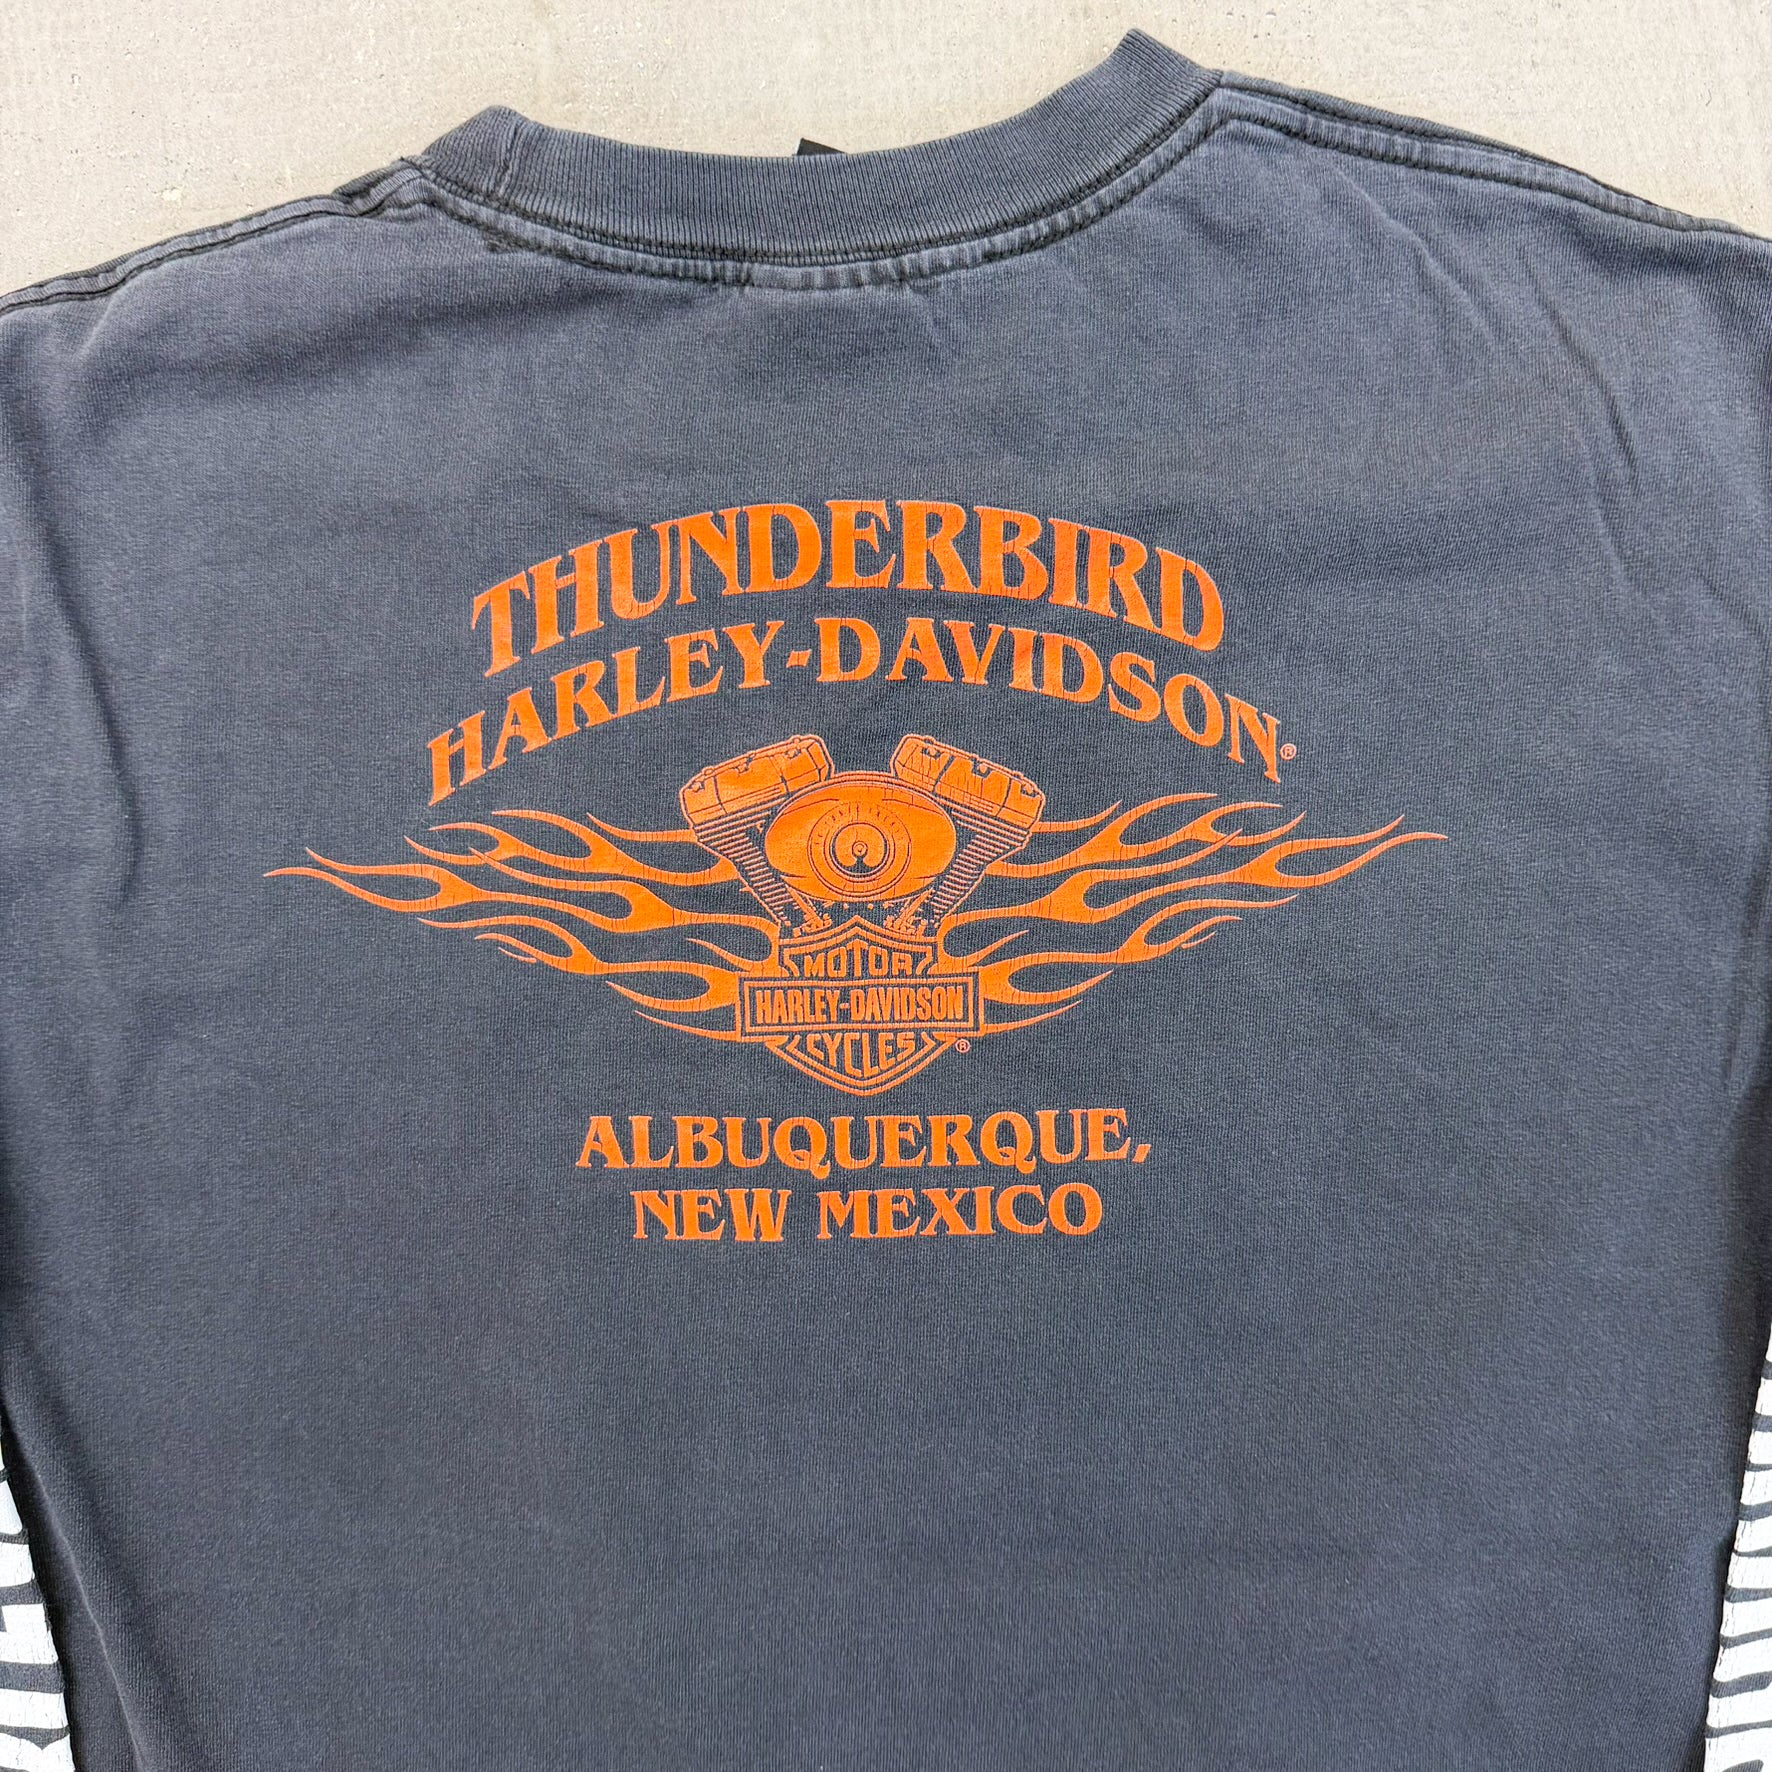 THUNDERBIRD
HARLEY-DAVIDSON®
MOTOR
HARLEY-DAVIDSON
CYCLES ®
ALBUQUERQUE,
NEW MEXICO